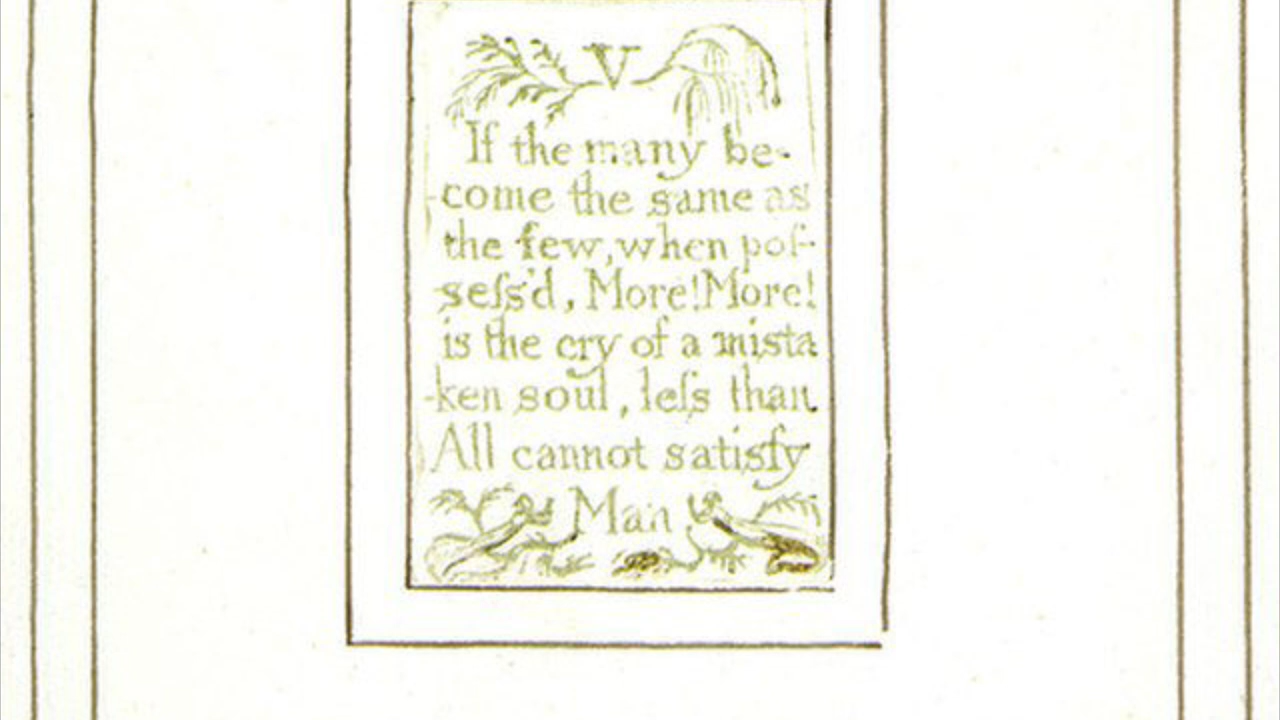 V
If the many be-
-come the same as
the few, when poſ-
-seſs'd, More! More!
is the cry of a mista
-ken soul, leſs than
All cannot satisfy
Man.